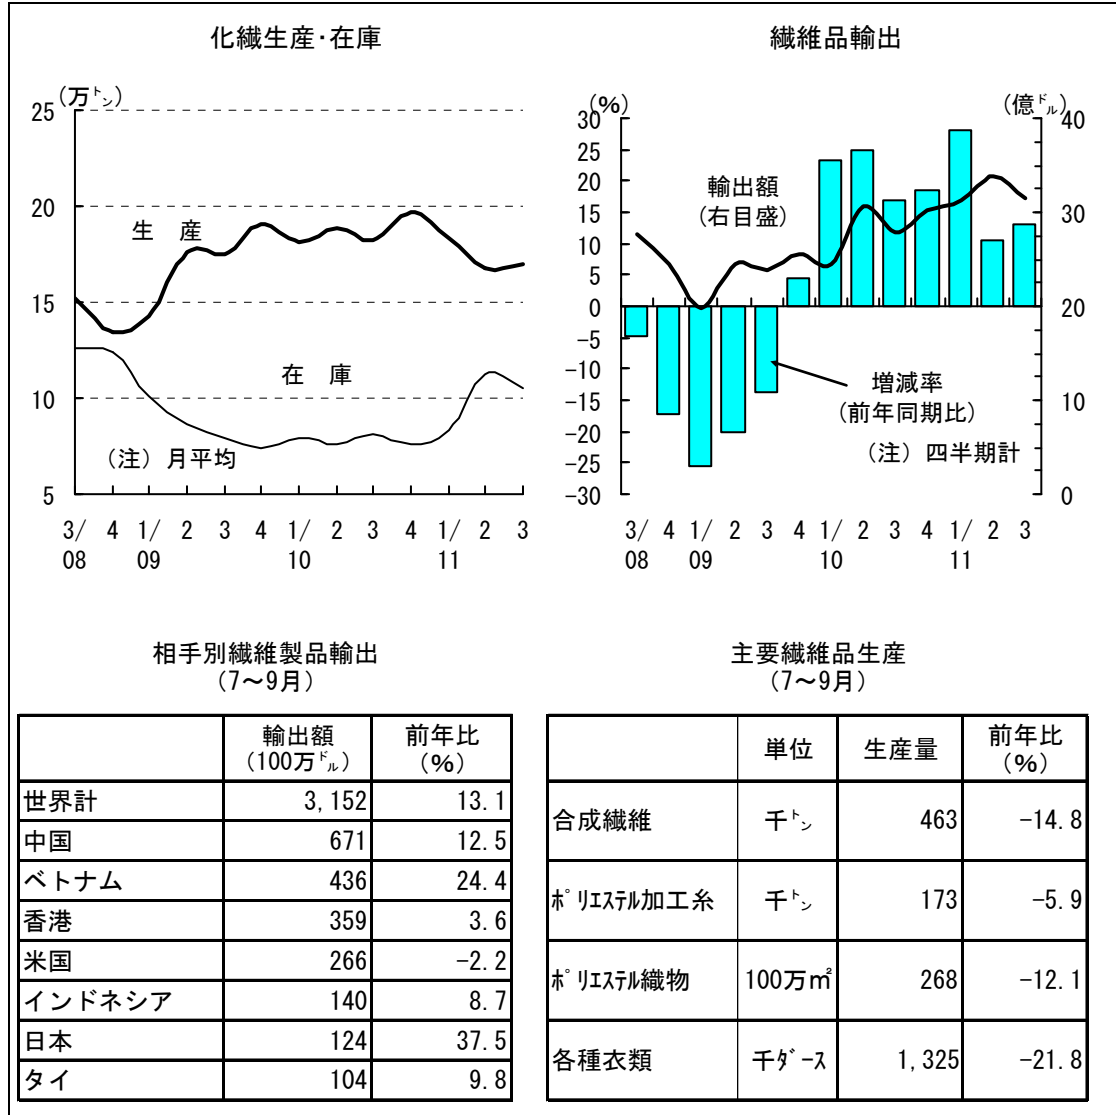 化繊生産・在庫
(万トン)
25
20
15
10
5
生 産
在 庫
(注) 月平均
3/ 4 1/ 2 3 4 1/ 2 3 4 1/ 2 3
08 09 10 11
繊維品輸出
(%) (億ドル)
30 40
25
20
15
10 30
5
0 20
-5
-10
-15 10
-20
-25
-30 0
輸出額
(右目盛)
増減率
(前年同期比)
(注) 四半期計
3/ 4 1/ 2 3 4 1/ 2 3 4 1/ 2 3
08 09 10 11
相手別繊維製品輸出
(7~9月)
輸出額 前年比
(100万ドル) (%)
世界計 3,152 13.1
中国 671 12.5
ベトナム 436 24.4
香港 359 3.6
米国 266 -2.2
インドネシア 140 8.7
日本 124 37.5
タイ 104 9.8
主要繊維品生産
(7~9月)
単位 生産量 前年比
(%)
合成繊維 千トン 463 -14.8
ポリエステル加工糸 千トン 173 -5.9
ポリエステル織物 100万㎡ 268 -12.1
各種衣類 千ダース 1,325 -21.8